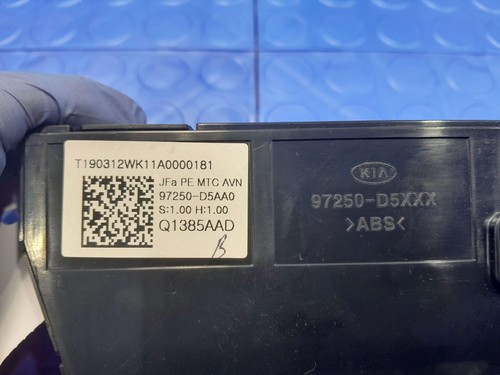 T190312WK11A0000181
JFa PE MTC AVN
97250-D5AA0
S:1.00 H:1.00
Q1385AAD
B
KIA
97250-D5XXX
>ABS<